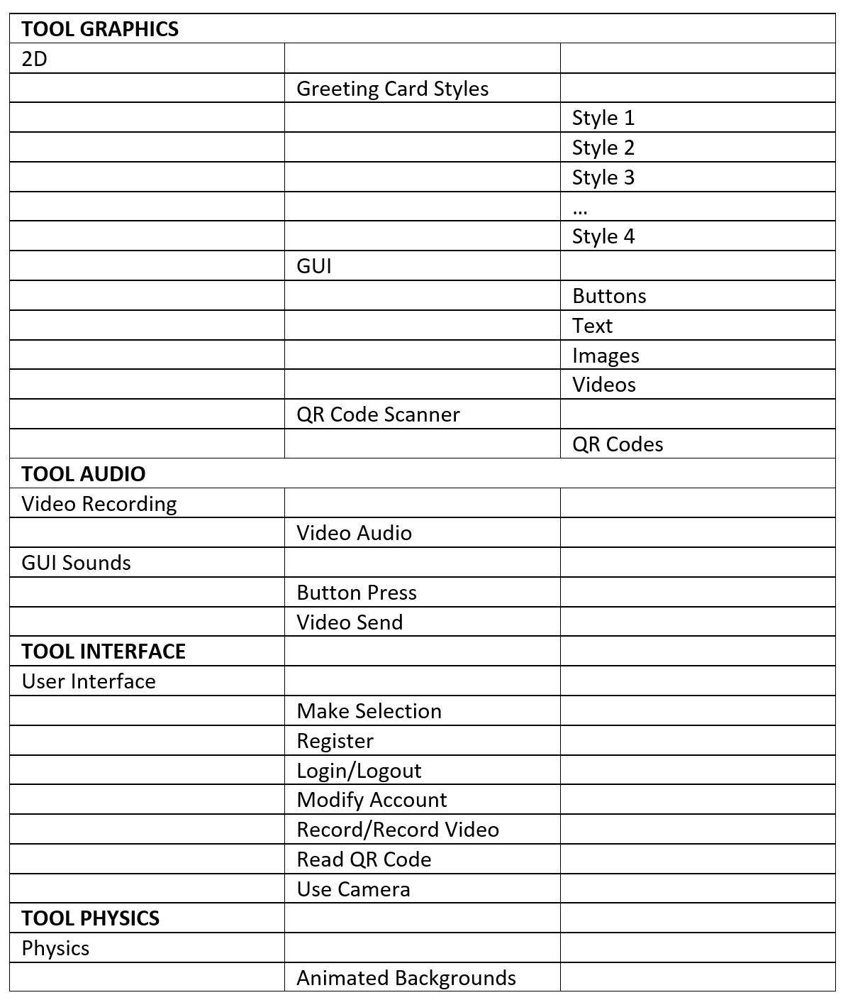 TOOL GRAPHICS
2D
Greeting Card Styles
Style 1
Style 2
Style 3
...
Style 4
GUI
Buttons
Text
Images
Videos
QR Code Scanner
QR Codes
TOOL AUDIO
Video Recording
Video Audio
GUI Sounds
Button Press
Video Send
TOOL INTERFACE
User Interface
Make Selection
Register
Login/Logout
Modify Account
Record/Record Video
Read QR Code
Use Camera
TOOL PHYSICS
Physics
Animated Backgrounds